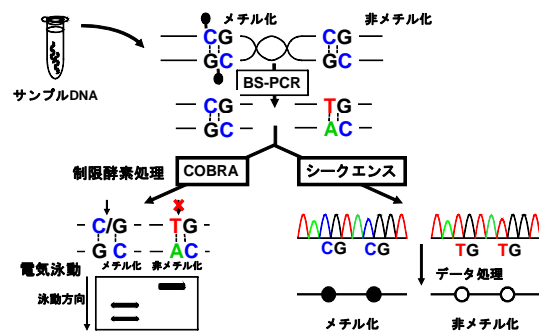 メチル化
非メチル化
CG
CG
GC
GC
サンプルDNA
BS-PCR
CG
TG
GC
AC
制限酵素処理
COBRA
シークエンス
C/G
TG
GC
AC
メチル化
非メチル化
CG
CG
TG
TG
電気泳動
泳動方向
データ処理
メチル化
非メチル化